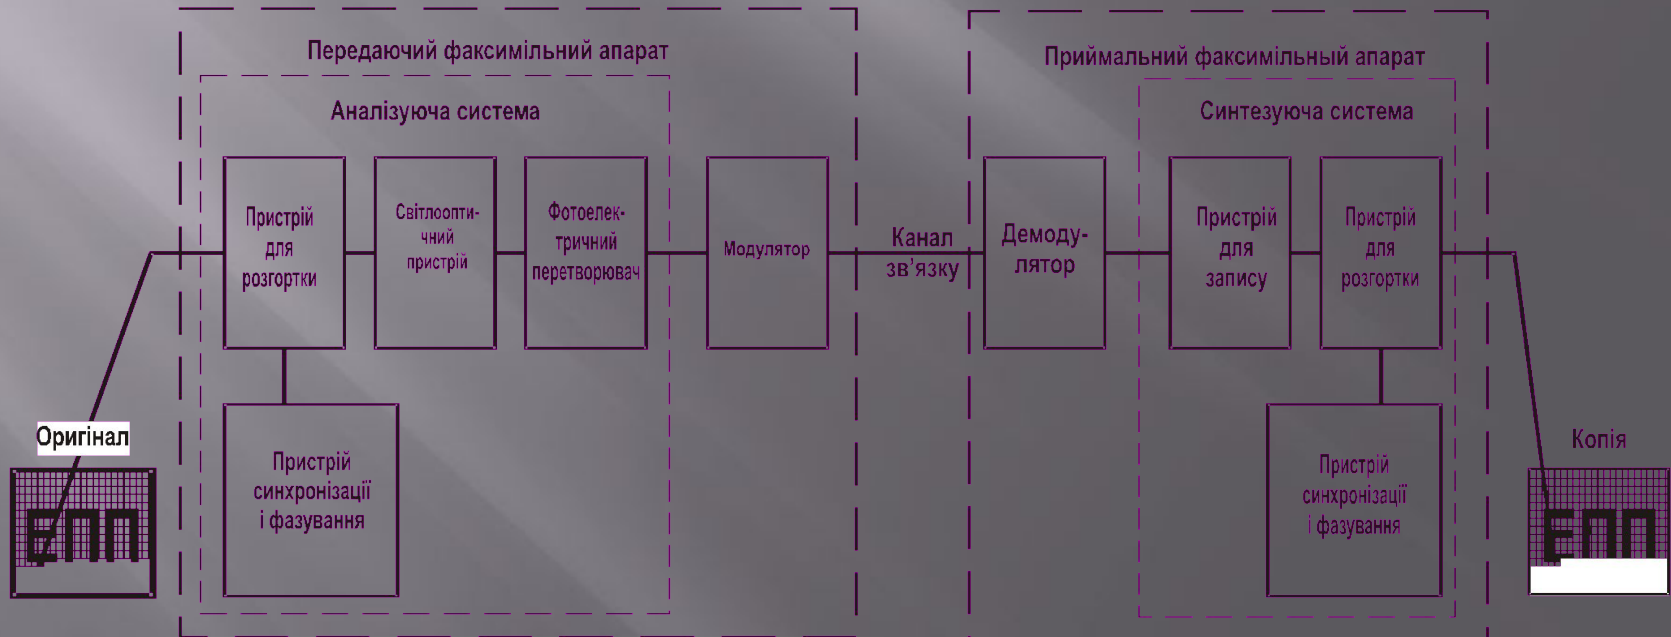 Передаючий факсимільний апарат
Аналізуюча система
Пристрій
для
розгортки
Світлоопти-
чний
пристрій
Фотоелек-
тричний
перетворювач
Модулятор
Пристрій
синхронізації
і фазування
Оригінал
ЕПП
Канал
зв’язку
Приймальний факсимільный апарат
Синтезуюча система
Демоду-
лятор
Пристрій
для
запису
Пристрій
для
розгортки
Пристрій
синхронізації
і фазування
Копія
ЕПП